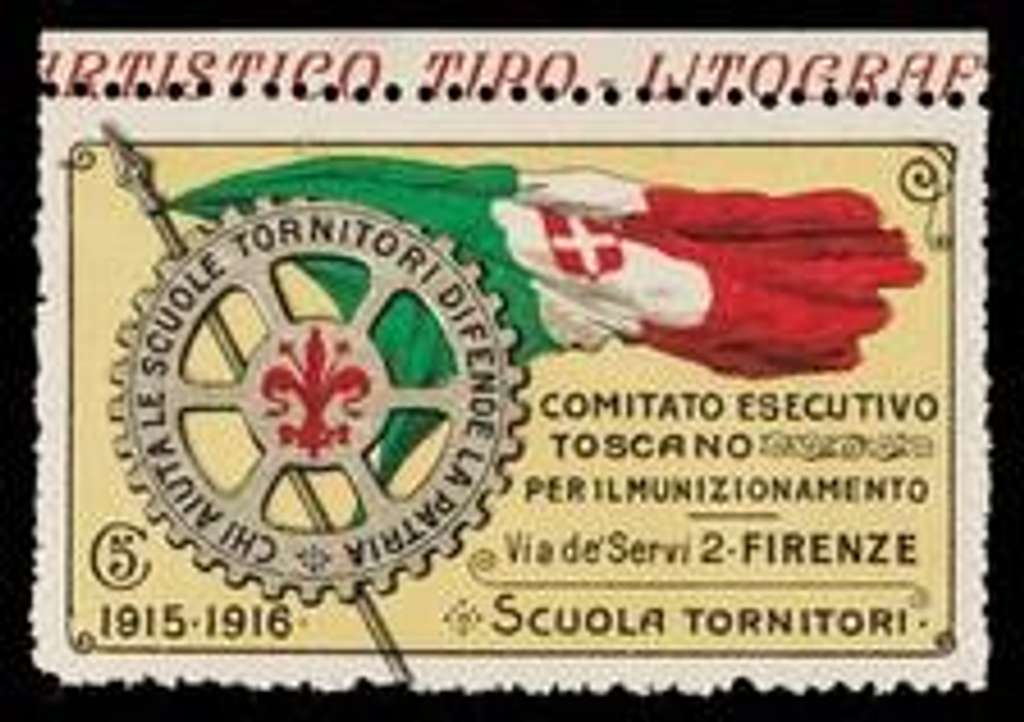 ARTISTICO. TIPO.-LITOGRAF
CHI AIUTA LE SCUOLE TORNITORI DIFENDE LA PATRIA
COMITATO ESECUTIVO
TOSCANO
PER IL MUNIZIONAMENTO
Via de' Servi 2·FIRENZE
5
1915·1916·
SCUOLA TORNITORI·